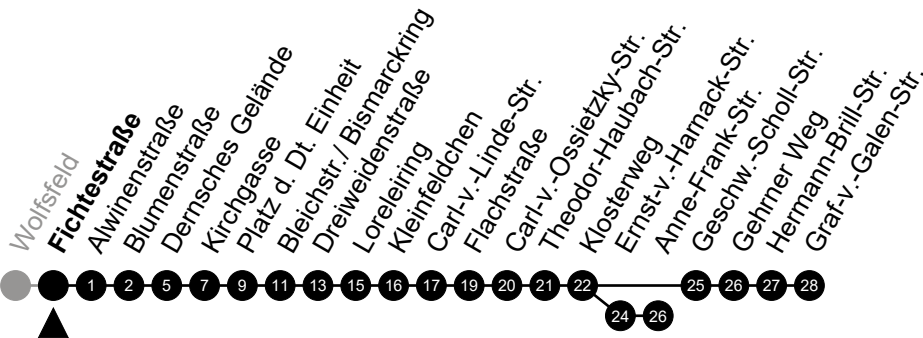 Wolfsfeld
Fichtestraße
Alwinenstraße
Blumenstraße
Dernsches Gelände
Kirchgasse
Platz d. Dt. Einheit
Bleichstr./ Bismarckring
Dreiweidenstraße
Loreleiring
Kleinfeldchen
Carl-v.-Linde-Str.
Flachstraße
Carl-v.-Ossietzky-Str.
Theodor-Haubach-Str.
Klosterweg
Ernst-v.-Harnack-Str.
Anne-Frank-Str.
Geschw.-Scholl-Str.
Gehrner Weg
Hermann-Brill-Str.
Graf-v.-Galen-Str.
1 2 5 7 9 11 13 15 16 17 19 20 21 22 25 26 27 28
24 26